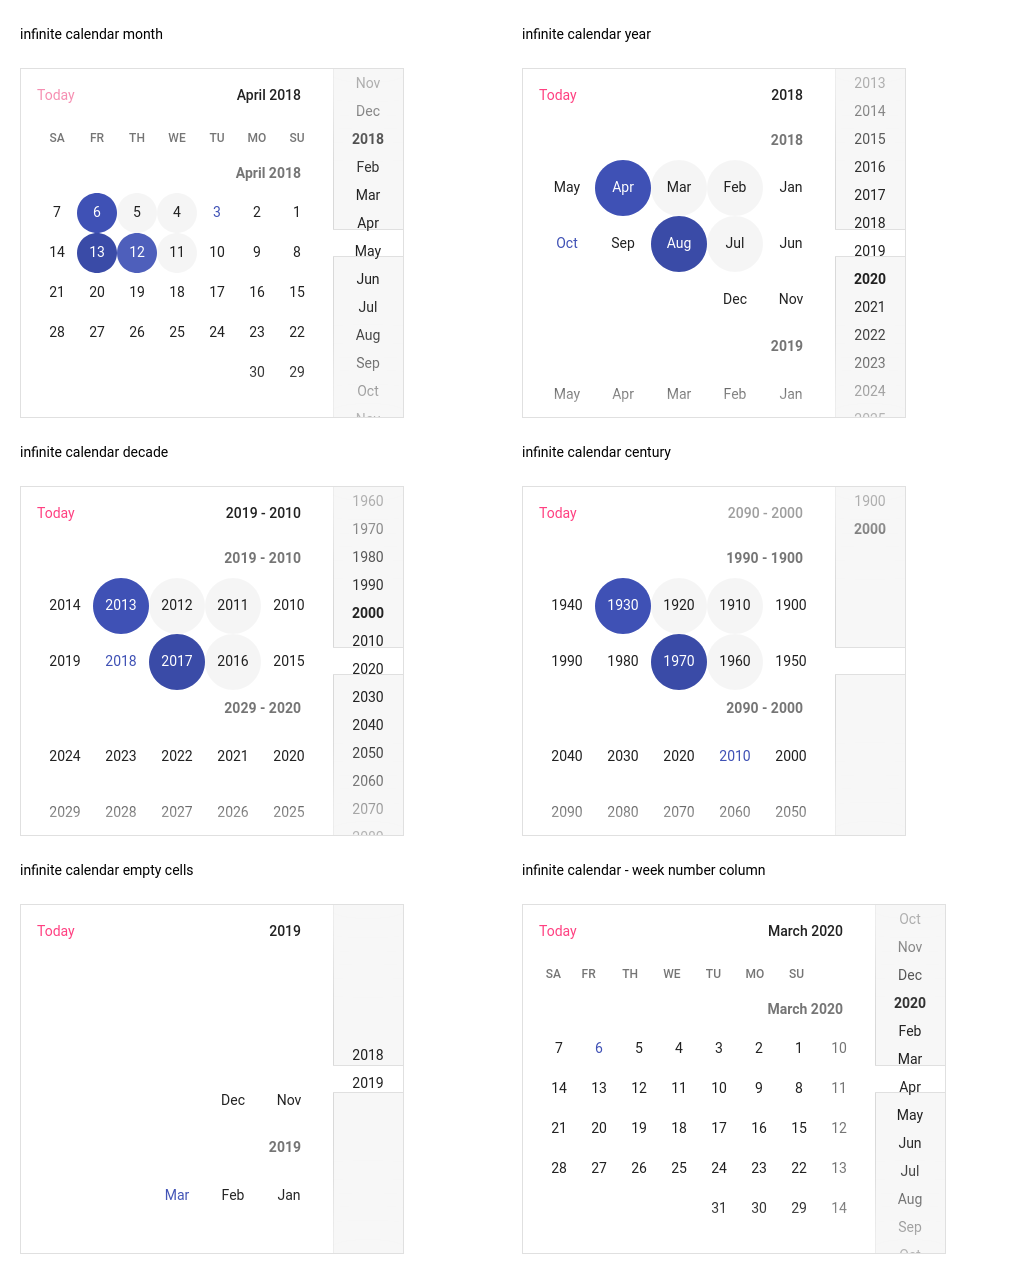 infinite calendar month
Today April 2018
SA FR TH WE TU MO SU
April 2018
7 6 5 4 3 2 1
14 13 12 11 10 9 8
21 20 19 18 17 16 15
28 27 26 25 24 23 22
30 29
Nov
Dec
2018
Feb
Mar
Apr
May
Jun
Jul
Aug
Sep
Oct
Nov
infinite calendar year
Today 2018
2018
May Apr Mar Feb Jan
Oct Sep Aug Jul Jun
Dec Nov
2019
May Apr Mar Feb Jan
2013
2014
2015
2016
2017
2018
2019
2020
2021
2022
2023
2024
2025
infinite calendar decade
Today 2019 - 2010
2019 - 2010
2014 2013 2012 2011 2010
2019 2018 2017 2016 2015
2029 - 2020
2024 2023 2022 2021 2020
2029 2028 2027 2026 2025
1960
1970
1980
1990
2000
2010
2020
2030
2040
2050
2060
2070
2080
infinite calendar century
Today 2090 - 2000
1990 - 1900
1940 1930 1920 1910 1900
1990 1980 1970 1960 1950
2090 - 2000
2040 2030 2020 2010 2000
2090 2080 2070 2060 2050
1900
2000
infinite calendar empty cells
Today 2019
Dec Nov
2019
Mar Feb Jan
2018
2019
infinite calendar - week number column
Today March 2020
SA FR TH WE TU MO SU
March 2020
7 6 5 4 3 2 1 10
14 13 12 11 10 9 8 11
21 20 19 18 17 16 15 12
28 27 26 25 24 23 22 13
31 30 29 14
Oct
Nov
Dec
2020
Feb
Mar
Apr
May
Jun
Jul
Aug
Sep
Oct